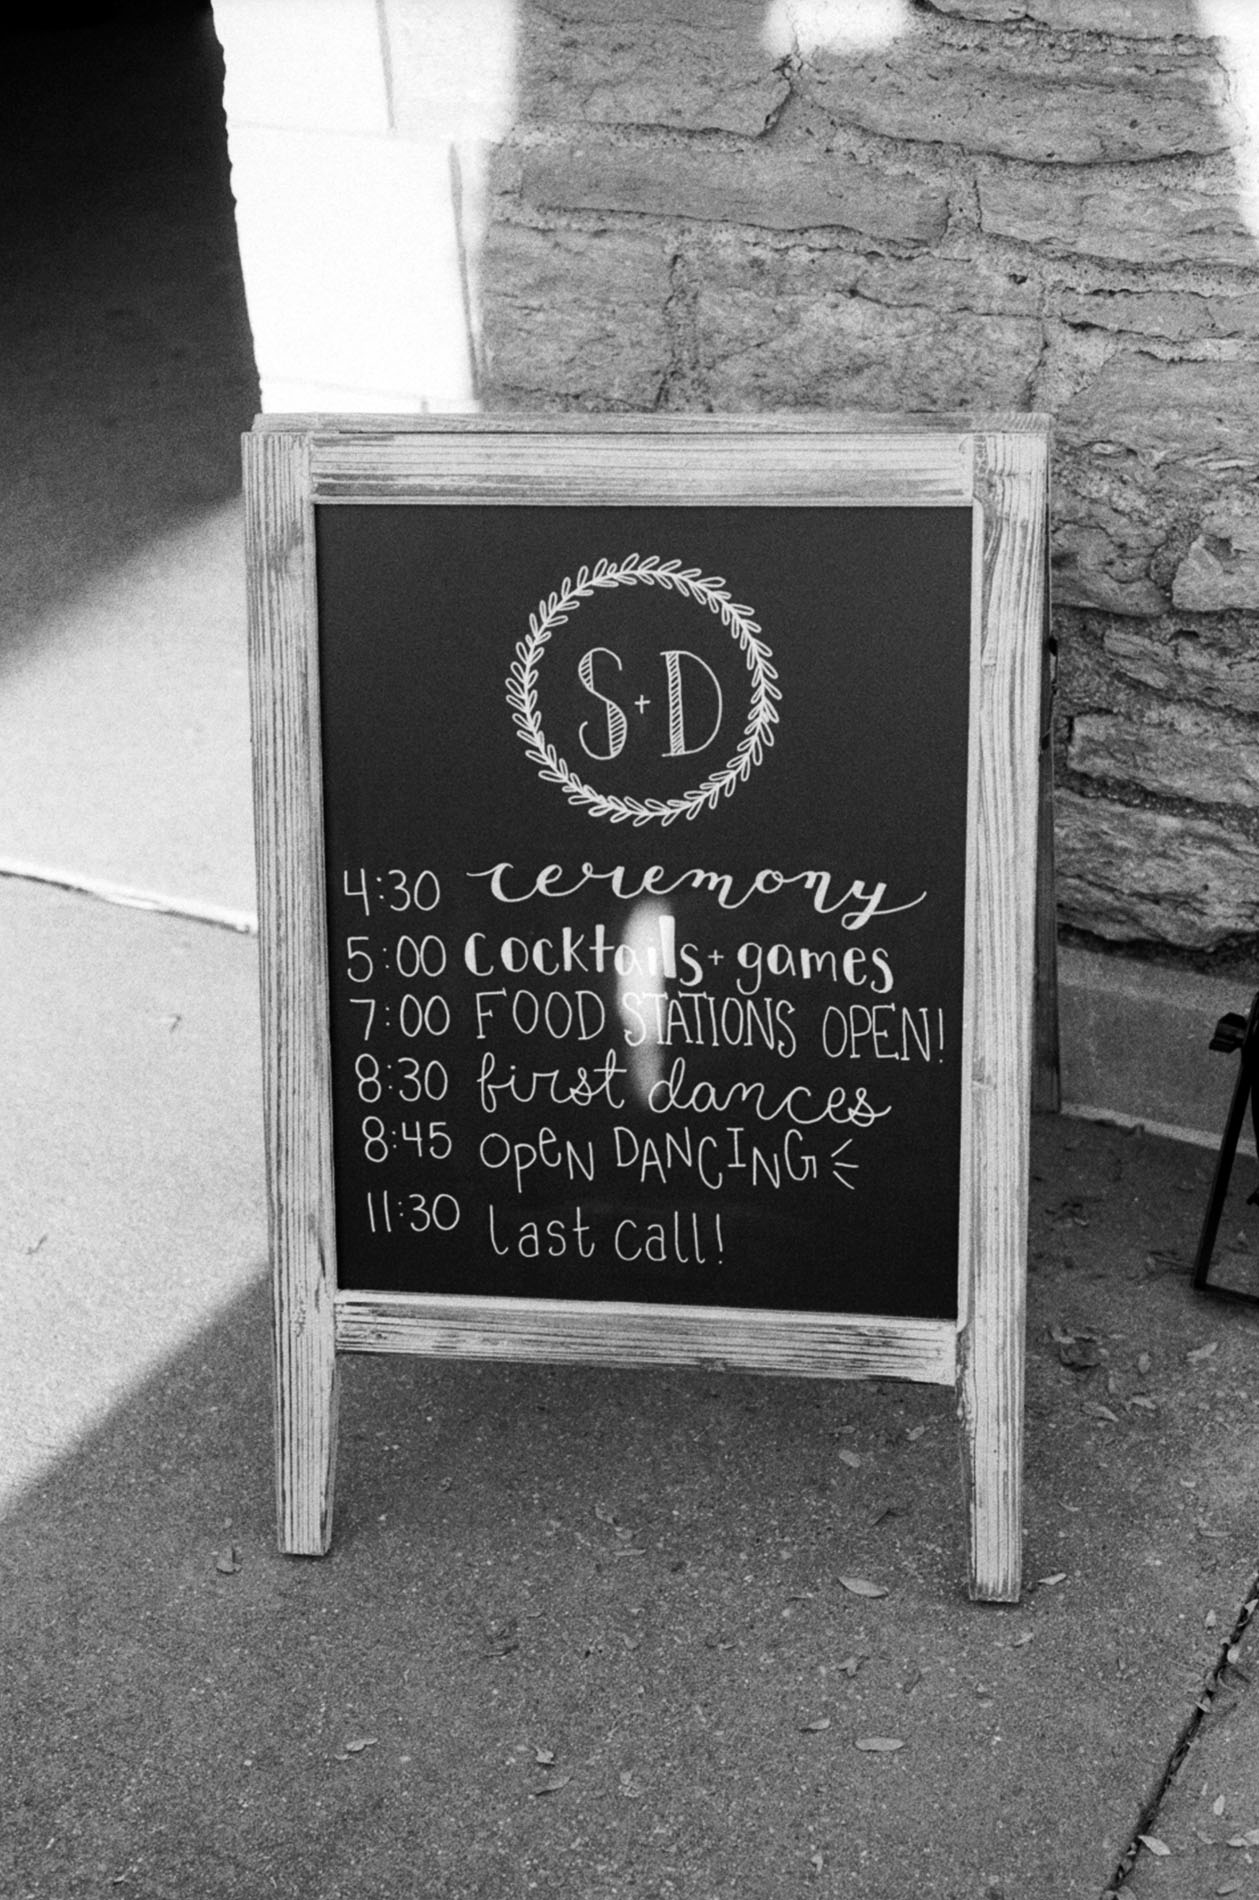 S+D
4:30 ceremony
5:00 Cocktails + games
7:00 FOOD STATIONS OPEN!
8:30 first dances
8:45 open DANCING
11:30 last call!